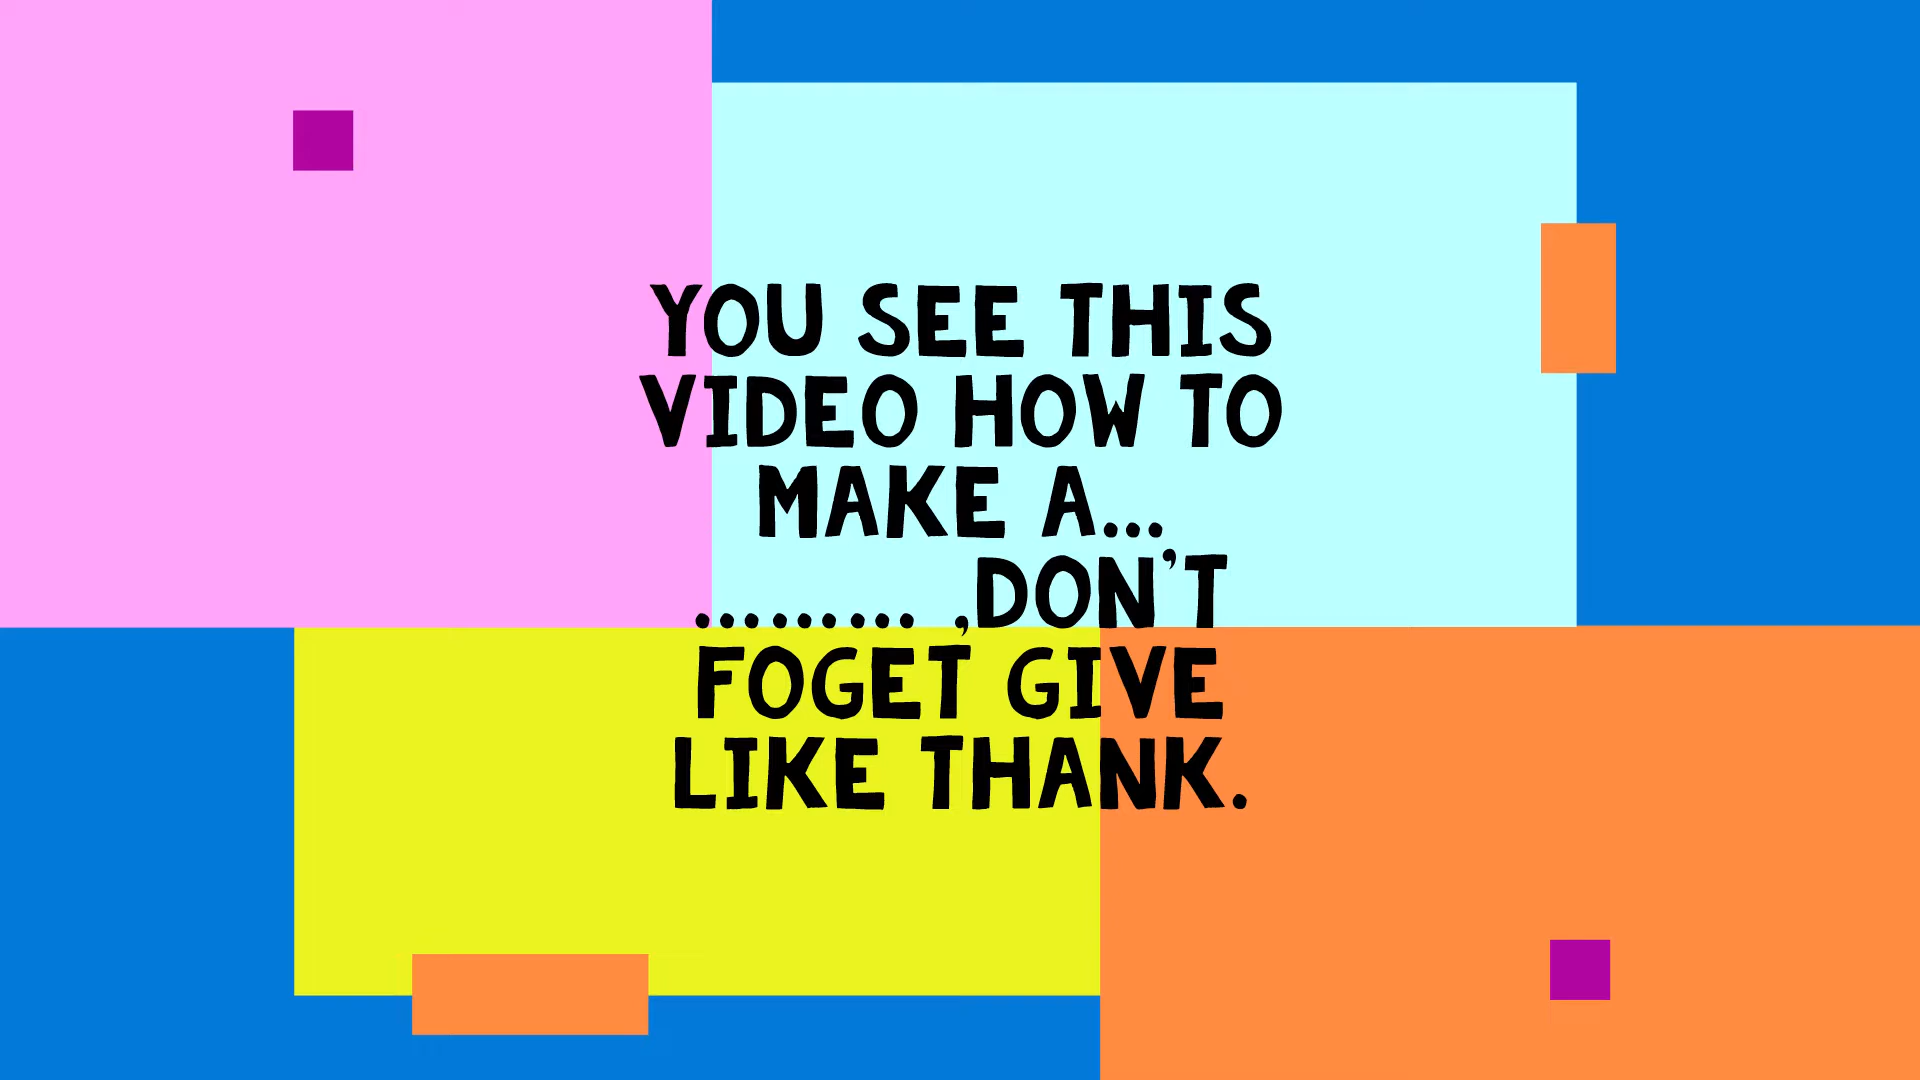 YOU SEE THIS
VIDEO HOW TO
MAKE A...
......... ,DON'T
FOGET GIVE
LIKE THANK.